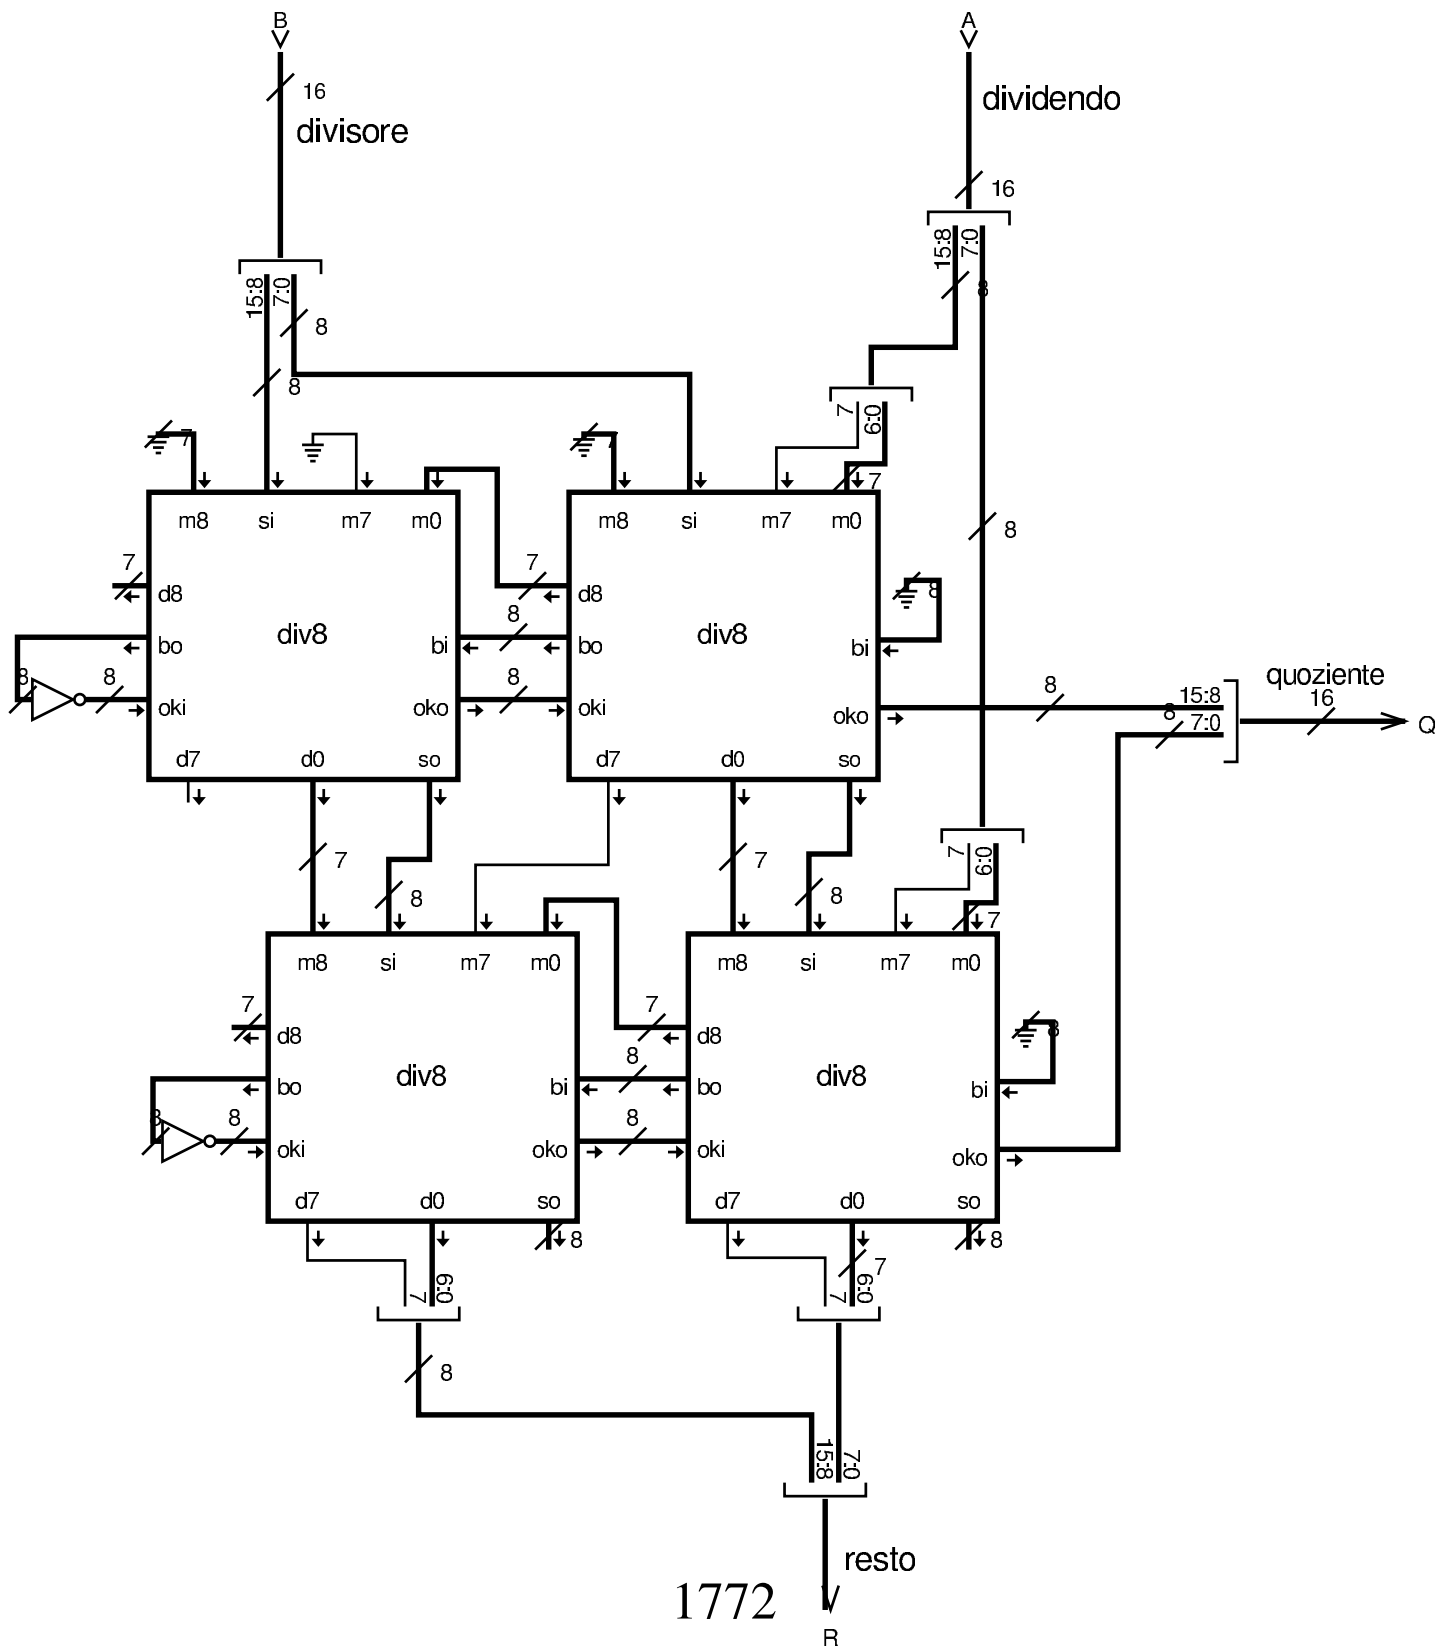 B
A
16
divisore
dividendo
16
15:8
7:0
15:8
7:0
8
8
8
7
6:0
7
7
7
m8 si m7 m0
m8 si m7 m0
8
7
d8
7
d8
8
div8
8
div8
bo
bi
bo
bi
8
8
8
oki
oko
oki
oko
8
15:8
quoziente
16
8
7:0
Q
d7 d0 so
d7 d0 so
7
8
7
8
7
6:0
7
m8 si m7 m0
m8 si m7 m0
7
d8
7
d8
8
div8
8
div8
bo
bi
bo
bi
8
8
8
oki
oko
oki
oko
d7 d0 so
d7 d0 so
8
8
7
7
6:0
7
6:0
8
15:8
7:0
resto
1772
R